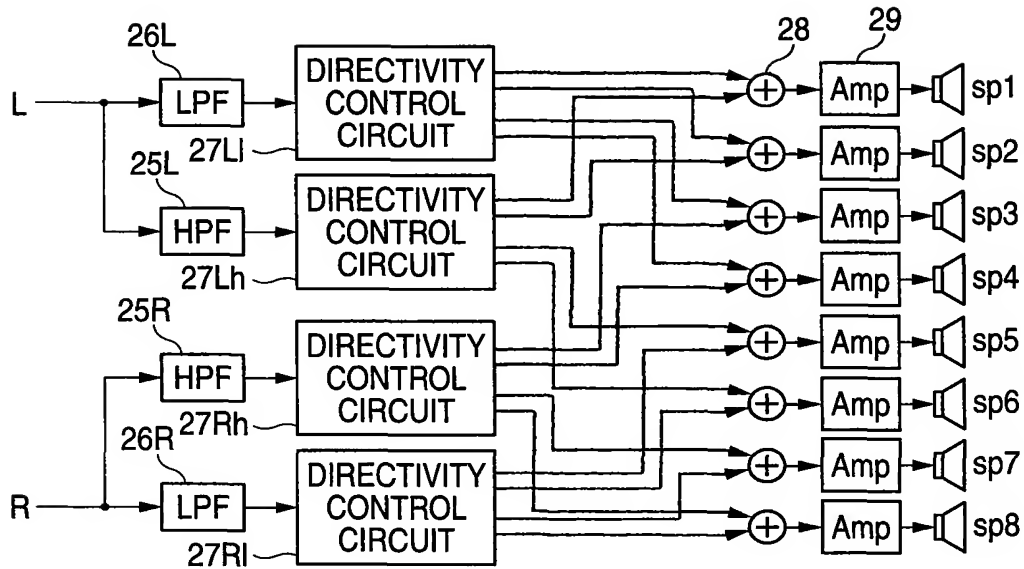 26L
28
29
L
LPF
DIRECTIVITY
CONTROL
CIRCUIT
27Ll
+
Amp
sp1
+
Amp
sp2
25L
HPF
DIRECTIVITY
CONTROL
CIRCUIT
27Lh
+
Amp
sp3
+
Amp
sp4
25R
HPF
DIRECTIVITY
CONTROL
CIRCUIT
27Rh
+
Amp
sp5
+
Amp
sp6
26R
R
LPF
DIRECTIVITY
CONTROL
CIRCUIT
27Rl
+
Amp
sp7
+
Amp
sp8